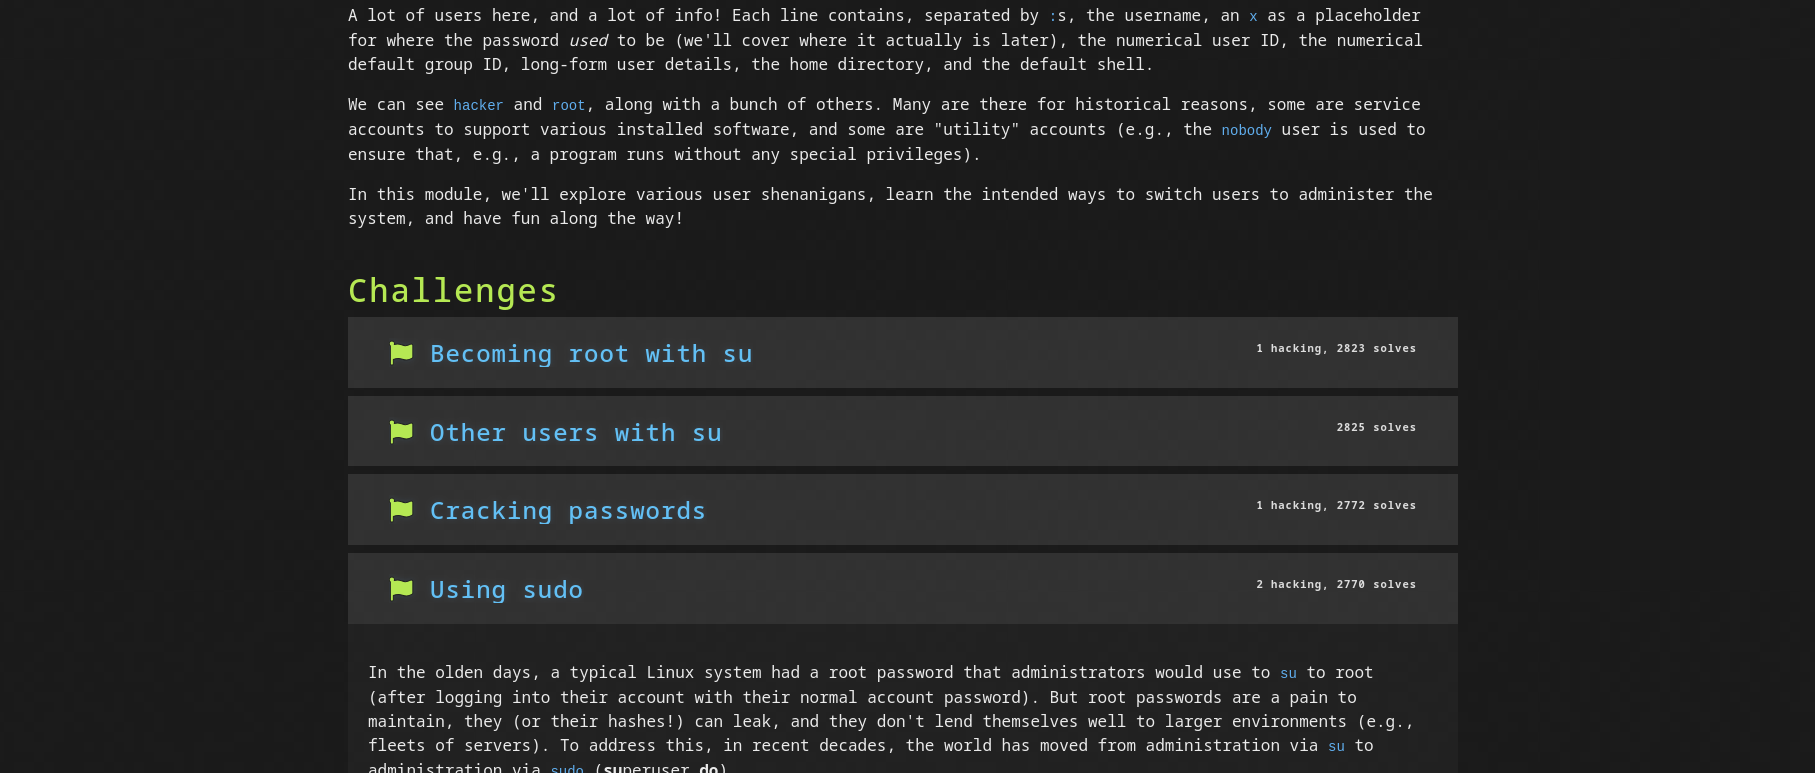 A lot of users here, and a lot of info! Each line contains, separated by :s, the username, an x as a placeholder
for where the password used to be (we'll cover where it actually is later), the numerical user ID, the numerical
default group ID, long-form user details, the home directory, and the default shell.
We can see hacker and root, along with a bunch of others. Many are there for historical reasons, some are service
accounts to support various installed software, and some are "utility" accounts (e.g., the nobody user is used to
ensure that, e.g., a program runs without any special privileges).
In this module, we'll explore various user shenanigans, learn the intended ways to switch users to administer the
system, and have fun along the way!
Challenges
Becoming root with su 1 hacking, 2823 solves
Other users with su 2825 solves
Cracking passwords 1 hacking, 2772 solves
Using sudo 2 hacking, 2770 solves
In the olden days, a typical Linux system had a root password that administrators would use to su to root
(after logging into their account with their normal account password). But root passwords are a pain to
maintain, they (or their hashes!) can leak, and they don't lend themselves well to larger environments (e.g.,
fleets of servers). To address this, in recent decades, the world has moved from administration via su to
administration via sudo (superuser do)